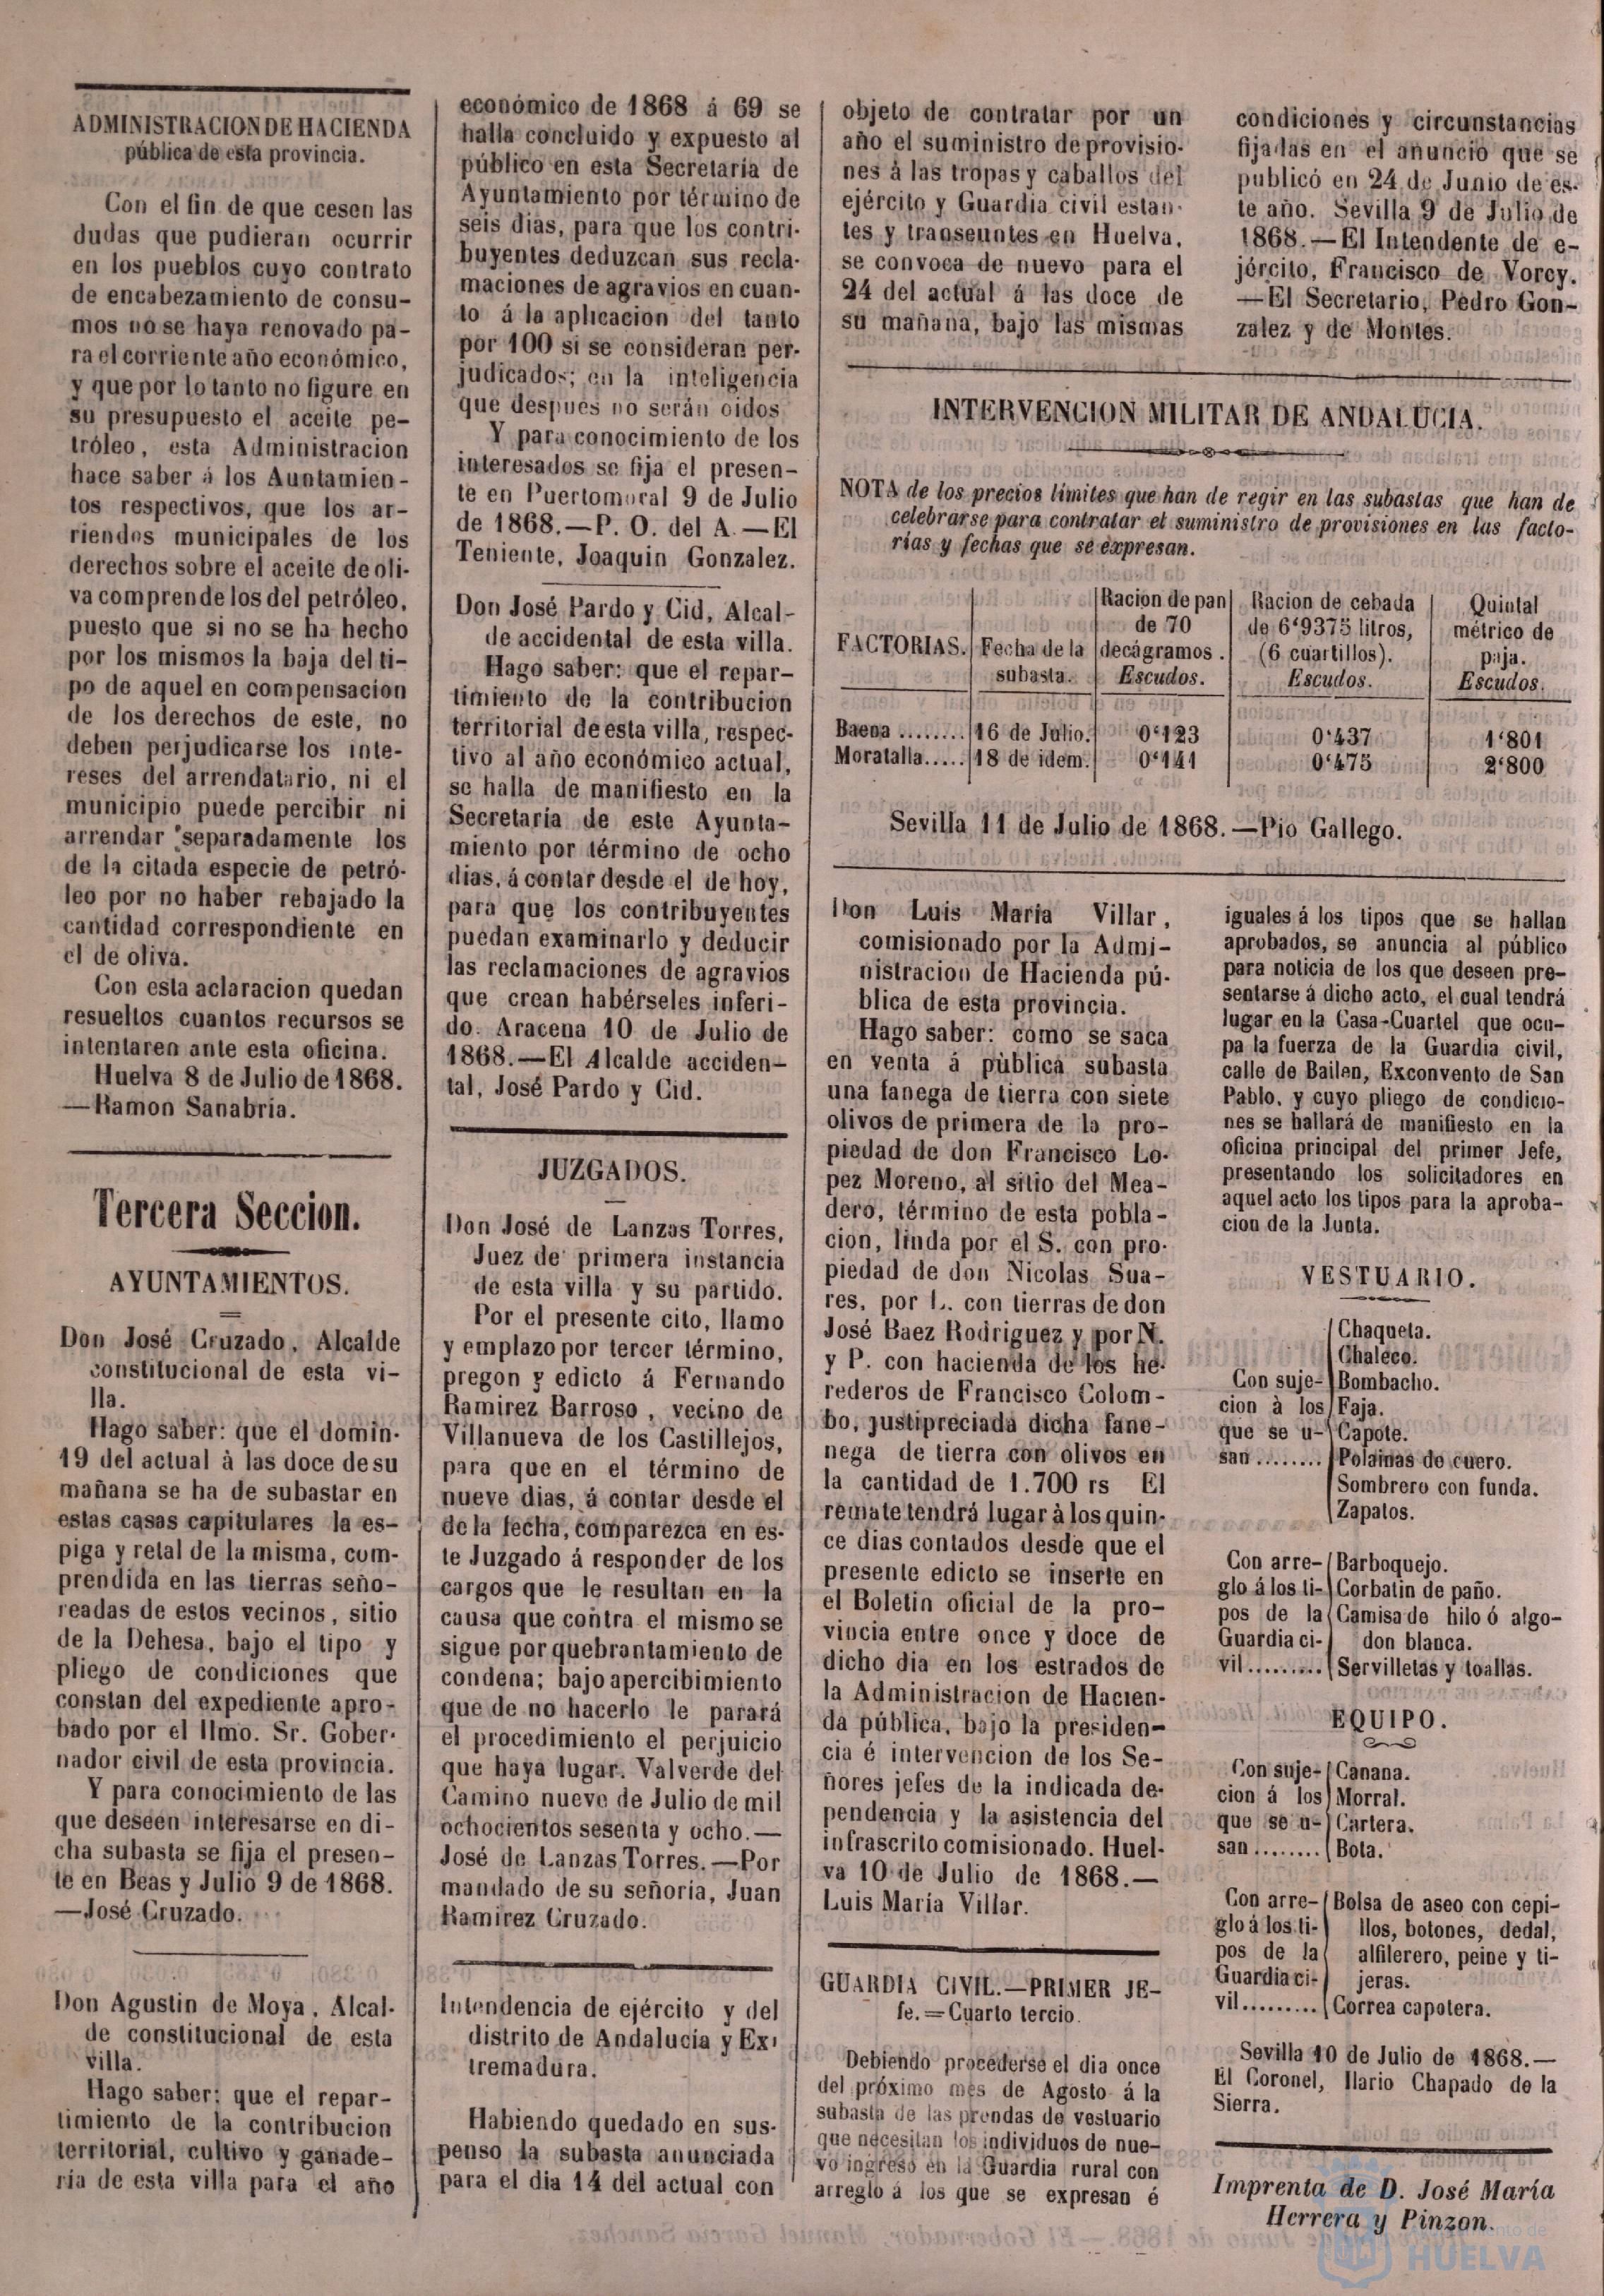 ADMINISTRACION DE HACIENDA
pública de esta provincia.
Con el fin de que cesen las
dudas que pudieran ocurrir
en los pueblos cuyo contrato
de encabezamiento de consu-
mos no se haya renovado pa-
ra el corriente año económico,
y que por lo tanto no figure en
su presupuesto el aceite pe-
tróleo, esta Administracion
hace saber á los Auntamien-
tos respectivos, que los ar-
riendos municipales de los
derechos sobre el aceite de oli-
va comprende los del petróleo,
puesto que si no se ha hecho
por los mismos la baja del ti-
po de aquel en compensacion
de los derechos de este, no
deben perjudicarse los inte-
reses del arrendatario, ni el
municipio puede percibir ni
arrendar separadamente los
de la citada especie de petró-
leo por no haber rebajado la
cantidad correspondiente en
el de oliva.
Con esta aclaracion quedan
resueltos cuantos recursos se
intentaren ante esta oficina.
Huelva 8 de Julio de 1868.
—Ramon Sanabria.
Tercera Seccion.
AYUNTAMIENTOS.
Don José Cruzado, Alcalde
constitucional de esta vi-
lla.
Hago saber: que el domin-
19 del actual à las doce de su
mañana se ha de subastar en
estas casas capitulares la es-
piga y retal de la misma, com-
prendida en las tierras seño-
readas de estos vecinos, sitio
de la Dehesa, bajo el tipo y
pliego de condiciones que
constan del expediente apro-
bado por el Ilmo. Sr. Gober-
nador civil de esta provincia.
Y para conocimiento de las
que deseen interesarse en di-
cha subasta se fija el presen-
te en Beas y Julio 9 de 1868.
—José Cruzado.
Don Agustin de Moya, Alcal-
de constitucional de esta
villa.
Hago saber: que el repar-
timiento de la contribucion
territorial, cultivo y ganade-
ría de esta villa para el año
económico de 1868 á 69 se
halla concluido y expuesto al
público en esta Secretaría de
Ayuntamiento por término de
seis dias, para que los contri-
buyentes deduzcan sus recla-
maciones de agravios en cuan-
to á la aplicacion del tanto
por 100 si se consideran per-
judicados; en la inteligencia
que despues no serán oidos
Y para conocimiento de los
interesados se fija el presen-
te en Puertomoral 9 de Julio
de 1868.—P. O. del A.—El
Teniente, Joaquin Gonzalez.
Don José Pardo y Cid, Alcal-
de accidental de esta villa.
Hago saber: que el repar-
timiento de la contribucion
territorial de esta villa, respec-
tivo al año económico actual,
se halla de manifiesto en la
Secretaría de este Ayunta-
miento por término de ocho
dias, á contar desde el de hoy,
para que los contribuyentes
puedan examinarlo y deducir
las reclamaciones de agravios
que crean habérseles inferi-
do. Aracena 10 de Julio de
1868.—El Alcalde acciden-
tal, José Pardo y Cid.
JUZGADOS.
Don José de Lanzas Torres,
Juez de primera instancia
de esta villa y su partido.
Por el presente cito, llamo
y emplazo por tercer término,
pregon y edicto á Fernando
Ramirez Barroso, vecino de
Villanueva de los Castillejos,
para que en el término de
nueve dias, á contar desde el
de la fecha, comparezca en es-
te Juzgado á responder de los
cargos que le resultan en la
causa que contra el mismo se
sigue por quebrantamiento de
condena; bajo apercibimiento
que de no hacerlo le parará
el procedimiento el perjuicio
que haya lugar. Valverde del
Camino nueve de Julio de mil
ochocientos sesenta y ocho.—
José de Lanzas Torres.—Por
mandado de su señoría, Juan
Ramirez Cruzado.
Intendencia de ejército y del
distrito de Andalucía y Ex-
tremadura.
Habiendo quedado en sus-
penso la subasta anunciada
para el dia 14 del actual con
objeto de contratar por un
año el suministro de provisio-
nes á las tropas y caballos del
ejército y Guardia civil estan-
tes y transeuntes en Huelva,
se convoca de nuevo para el
24 del actual á las doce de
su mañana, bajo las mismas
condiciones y circunstancias
fijadas en el anuncio que se
publicó en 24 de Junio de es-
te año. Sevilla 9 de Julio de
1868.—El Intendente de e-
jército, Francisco de Vorcy.
—El Secretario, Pedro Gon-
zalez y de Montes.
INTERVENCION MILITAR DE ANDALUCIA.
NOTA de los precios límites que han de regir en las subastas que han de
celebrarse para contratar el suministro de provisiones en las facto-
rías y fechas que se expresan.
FACTORIAS. Fecha de la subasta. Racion de pan de 70 decágramos. Escudos. Racion de cebada de 6'9375 litros, (6 cuartillos). Escudos. Quintal métrico de paja. Escudos.
Baena ........ 16 de Julio. 0'123 0'437 1'801
Moratalla..... 18 de idem. 0'141 0'475 2'800
Sevilla 11 de Julio de 1868.—Pio Gallego.
Don Luis María Villar,
comisionado por la Admi-
nistracion de Hacienda pú-
blica de esta provincia.
Hago saber: como se saca
en venta á pùblica subasta
una fanega de tierra con siete
olivos de primera de la pro-
piedad de don Francisco Lo-
pez Moreno, al sitio del Mea-
dero, término de esta pobla-
cion, linda por el S. con pro-
piedad de don Nicolas Sua-
res, por L. con tierras de don
José Baez Rodriguez y por N.
y P. con hacienda de los he-
rederos de Francisco Colom-
bo, justipreciada dicha fane-
nega de tierra con olivos en
la cantidad de 1.700 rs El
remate tendrá lugar à los quin-
ce dias contados desde que el
presente edicto se inserte en
el Boletin oficial de la pro-
vincia entre once y doce de
dicho dia en los estrados de
la Administracion de Hacien-
da pública, bajo la presiden-
cia é intervencion de los Se-
ñores jefes de la indicada de-
pendencia y la asistencia del
infrascrito comisionado. Huel-
va 10 de Julio de 1868.—
Luis María Villar.
GUARDIA CIVIL.—PRIMER JE-
fe.=Cuarto tercio.
Debiendo procederse el dia once
del próximo mes de Agosto á la
subasta de las prendas de vestuario
que necesitan los individuos de nue-
vo ingreso en la Guardia rural con
arreglo á los que se expresan é
iguales á los tipos que se hallan
aprobados, se anuncia al público
para noticia de los que deseen pre-
sentarse á dicho acto, el cual tendrá
lugar en la Casa-Cuartel que ocu-
pa la fuerza de la Guardia civil,
calle de Bailen, Exconvento de San
Pablo, y cuyo pliego de condicio-
nes se hallará de manifiesto en la
oficina principal del primer Jefe,
presentando los solicitadores en
aquel acto los tipos para la aproba-
cion de la Junta.
VESTUARIO.
Con suje-
cion à los
que se u-
san ........
Chaqueta.
Chaleco.
Bombacho.
Faja.
Capote.
Polainas de cuero.
Sombrero con funda.
Zapatos.
Con arre-
glo á los ti-
pos de la
Guardia ci-
vil.........
Barboquejo.
Corbatin de paño.
Camisa de hilo ó algo-
don blanca.
Servilletas y toallas.
EQUIPO.
Con suje-
cion á los
que se u-
san ........
Canana.
Morral.
Cartera.
Bota.
Con arre-
glo á los ti-
pos de la
Guardia ci-
vil.........
Bolsa de aseo con cepi-
llos, botones, dedal,
alfilerero, peine y ti-
jeras.
Correa capotera.
Sevilla 10 de Julio de 1868.—
El Coronel, Ilario Chapado de la
Sierra.
Imprenta de D. José María
Herrera y Pinzon.
HUELVA